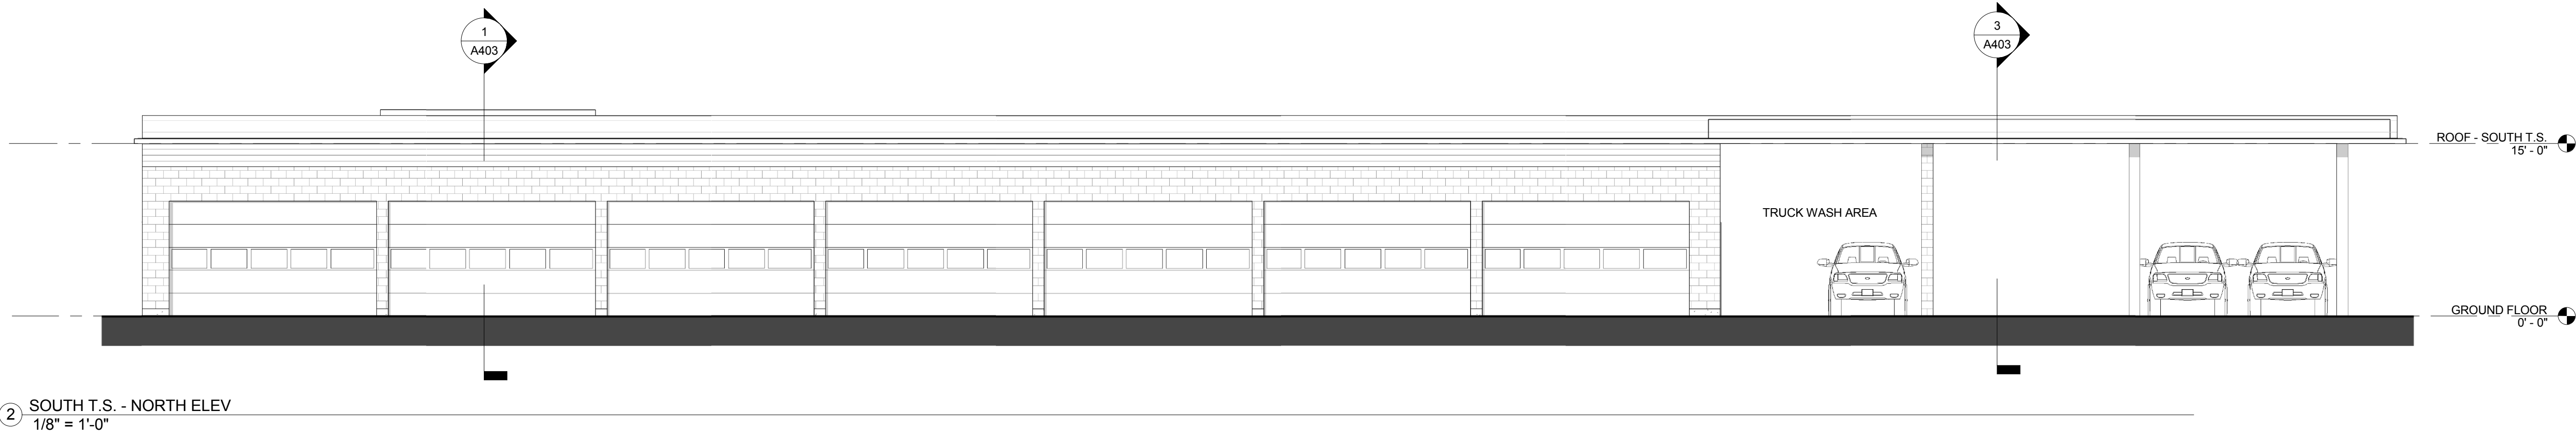 1
A403
3
A403
ROOF - SOUTH T.S.
15' - 0"
TRUCK WASH AREA
GROUND FLOOR
0' - 0"
2
SOUTH T.S. - NORTH ELEV
1/8" = 1'-0"